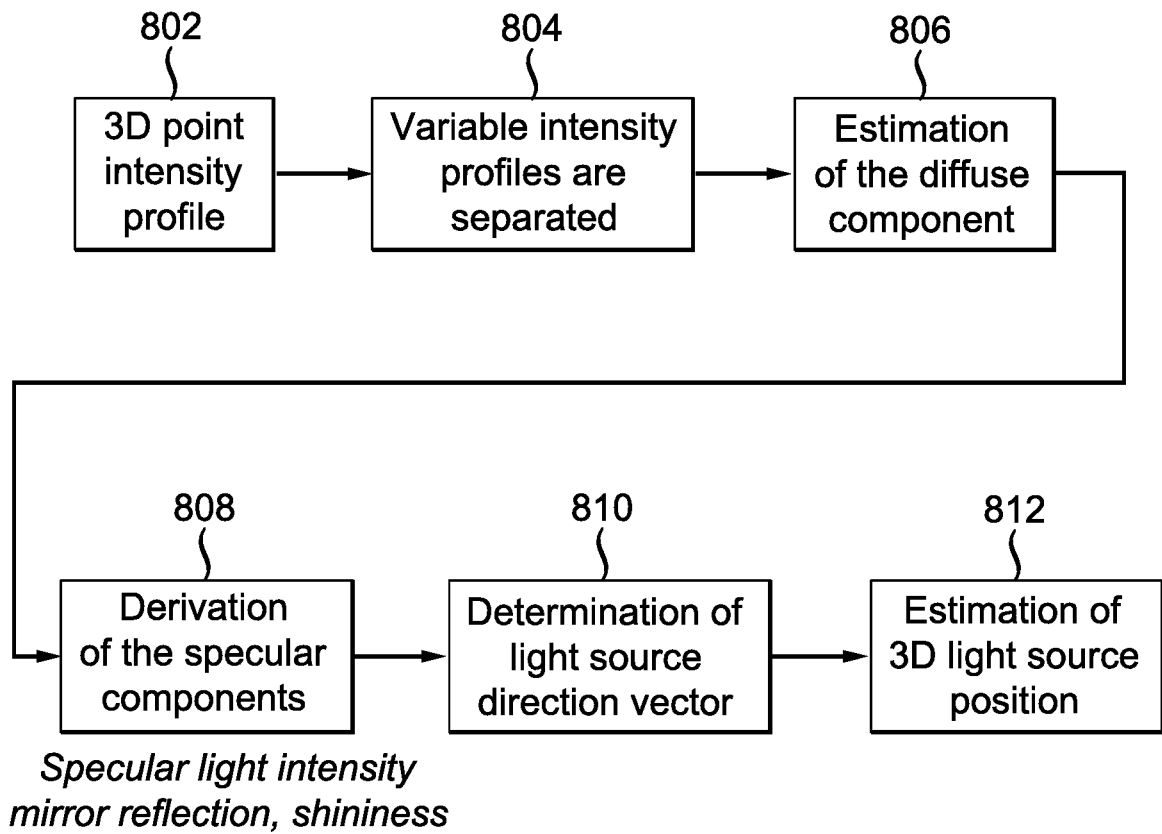 802
3D point
intensity
profile
804
Variable intensity
profiles are
separated
806
Estimation
of the diffuse
component
808
Derivation
of the specular
components
Specular light intensity
mirror reflection, shininess
810
Determination of
light source
direction vector
812
Estimation of
3D light source
position